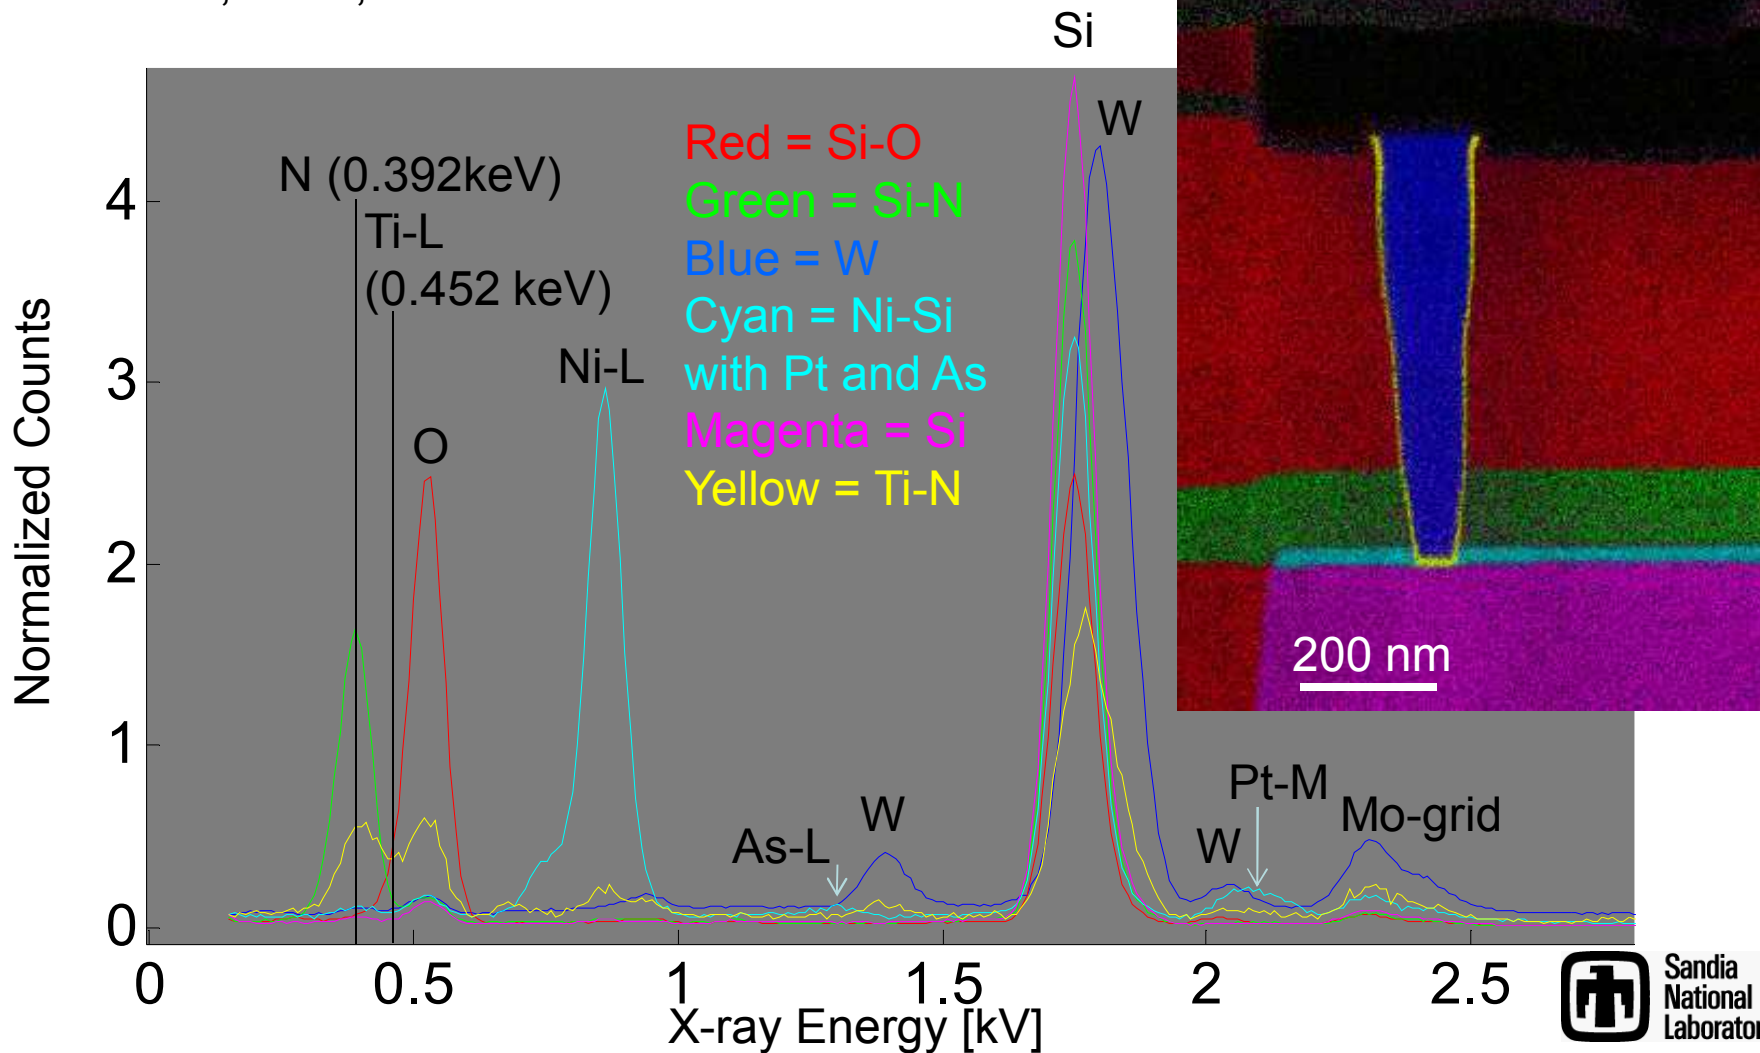 Si
W
N (0.392keV)
Ti-L
(0.452 keV)
Red = Si-O
Green = Si-N
Blue = W
Cyan = Ni-Si
with Pt and As
Magenta = Si
Yellow = Ti-N
Ni-L
O
As-L
W
W
Pt-M
Mo-grid
200 nm
Normalized Counts
4
3
2
1
0
0
0.5
1
1.5
2
2.5
X-ray Energy [kV]
Sandia
National